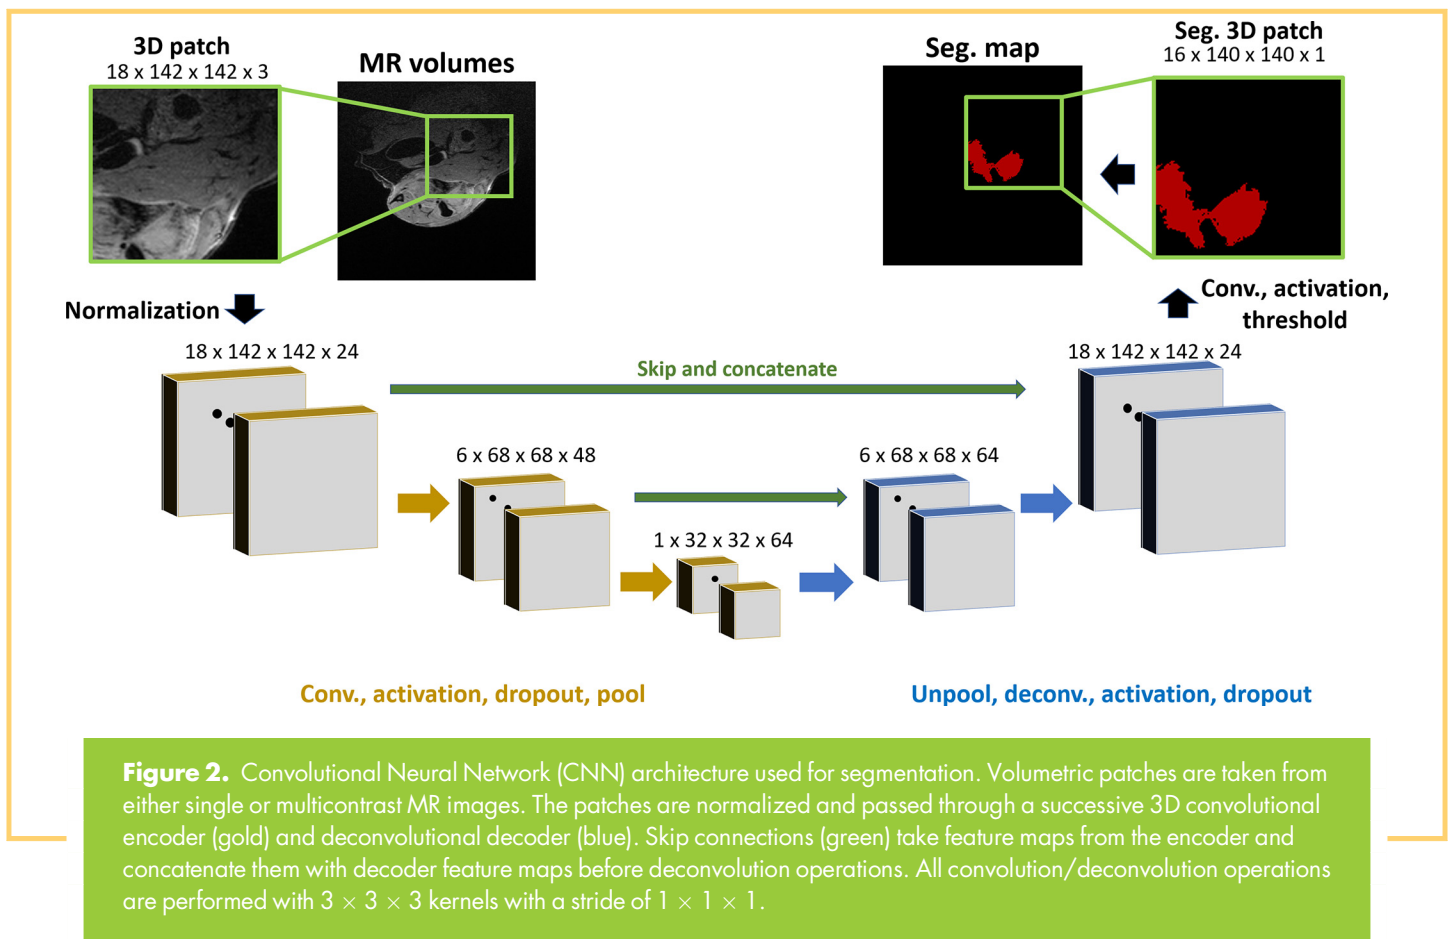 3D patch
18 x 142 x 142 x 3
MR volumes
Seg. map
Seg. 3D patch
16 x 140 x 140 x 1
Normalization
Conv., activation,
threshold
18 x 142 x 142 x 24
Skip and concatenate
18 x 142 x 142 x 24
6 x 68 x 68 x 48
6 x 68 x 68 x 64
1 x 32 x 32 x 64
Conv., activation, dropout, pool
Unpool, deconv., activation, dropout
Figure 2. Convolutional Neural Network (CNN) architecture used for segmentation. Volumetric patches are taken from
either single or multicontrast MR images. The patches are normalized and passed through a successive 3D convolutional
encoder (gold) and deconvolutional decoder (blue). Skip connections (green) take feature maps from the encoder and
concatenate them with decoder feature maps before deconvolution operations. All convolution/deconvolution operations
are performed with 3 × 3 × 3 kernels with a stride of 1 × 1 × 1.